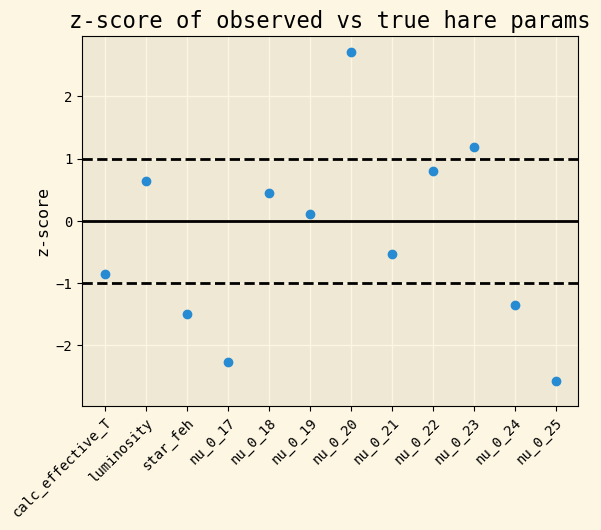 z-score of observed vs true hare params
z-score
2
1
0
−1
−2
calc_effective_T
luminosity
star_feh
nu_0_17
nu_0_18
nu_0_19
nu_0_20
nu_0_21
nu_0_22
nu_0_23
nu_0_24
nu_0_25